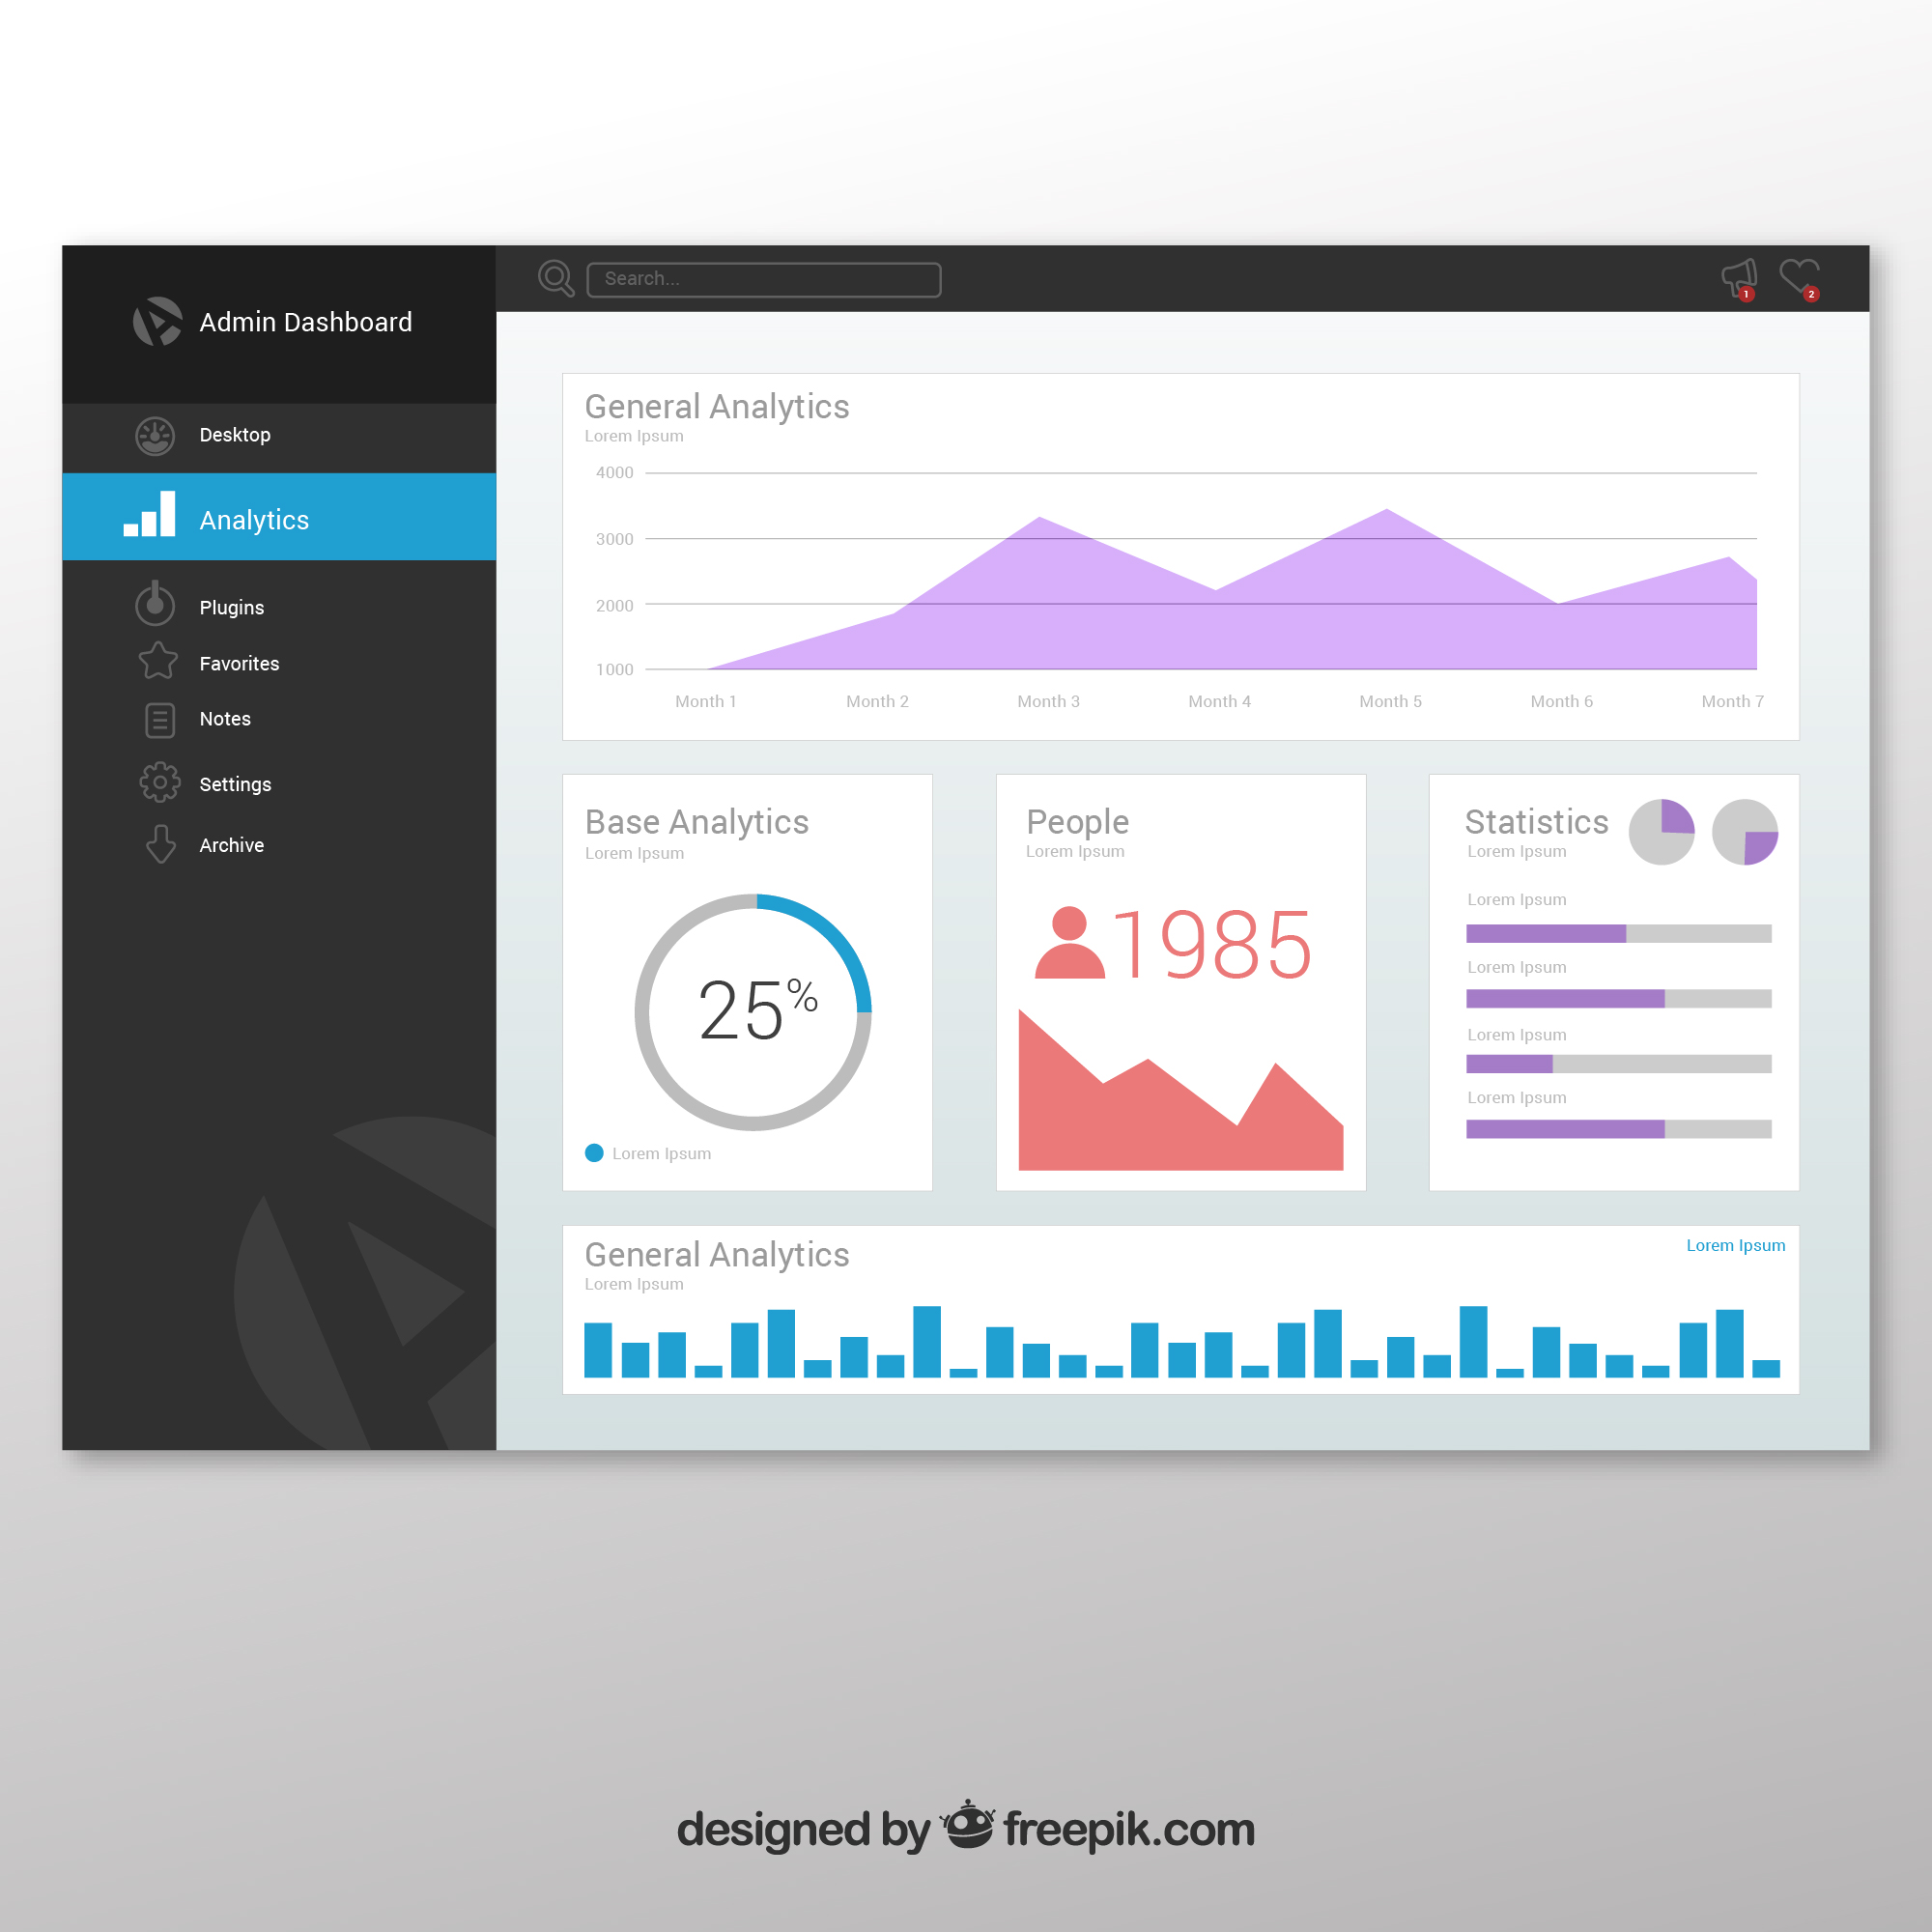 Admin Dashboard
Desktop
Analytics
Plugins
Favorites
Notes
Settings
Archive
Search...
1
2
General Analytics
Lorem Ipsum
4000
3000
2000
1000
Month 1 Month 2 Month 3 Month 4 Month 5 Month 6 Month 7
Base Analytics
Lorem Ipsum
25%
Lorem Ipsum
People
Lorem Ipsum
1985
Statistics
Lorem Ipsum
Lorem Ipsum
Lorem Ipsum
Lorem Ipsum
Lorem Ipsum
General Analytics
Lorem Ipsum
Lorem Ipsum
designed by freepik.com